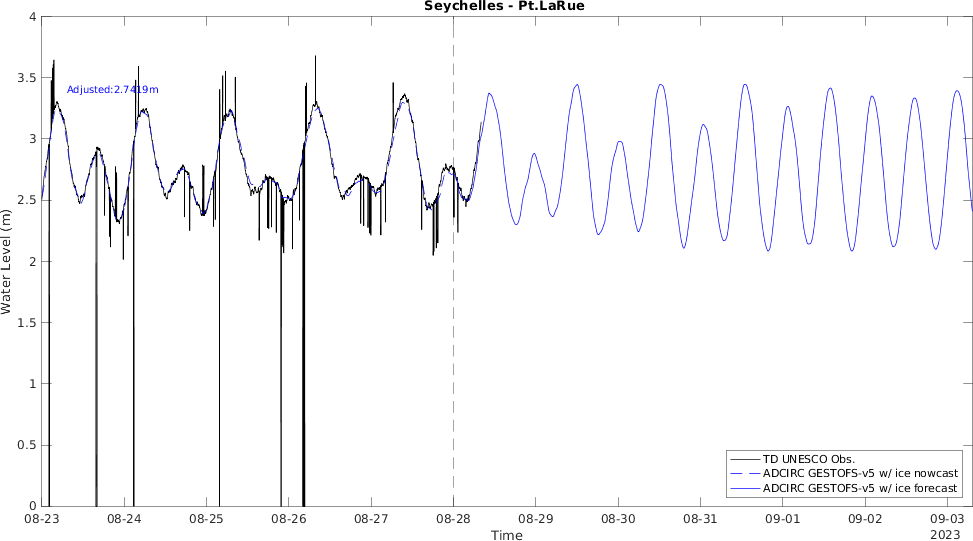 Seychelles - Pt.LaRue
4
3.5
3
2.5
2
1.5
1
0.5
0
Water Level (m)
Adjusted:2.7419m
TD UNESCO Obs.
ADCIRC GESTOFS-v5 w/ ice nowcast
ADCIRC GESTOFS-v5 w/ ice forecast
08-23 08-24 08-25 08-26 08-27 08-28 08-29 08-30 08-31 09-01 09-02 09-03
2023
Time